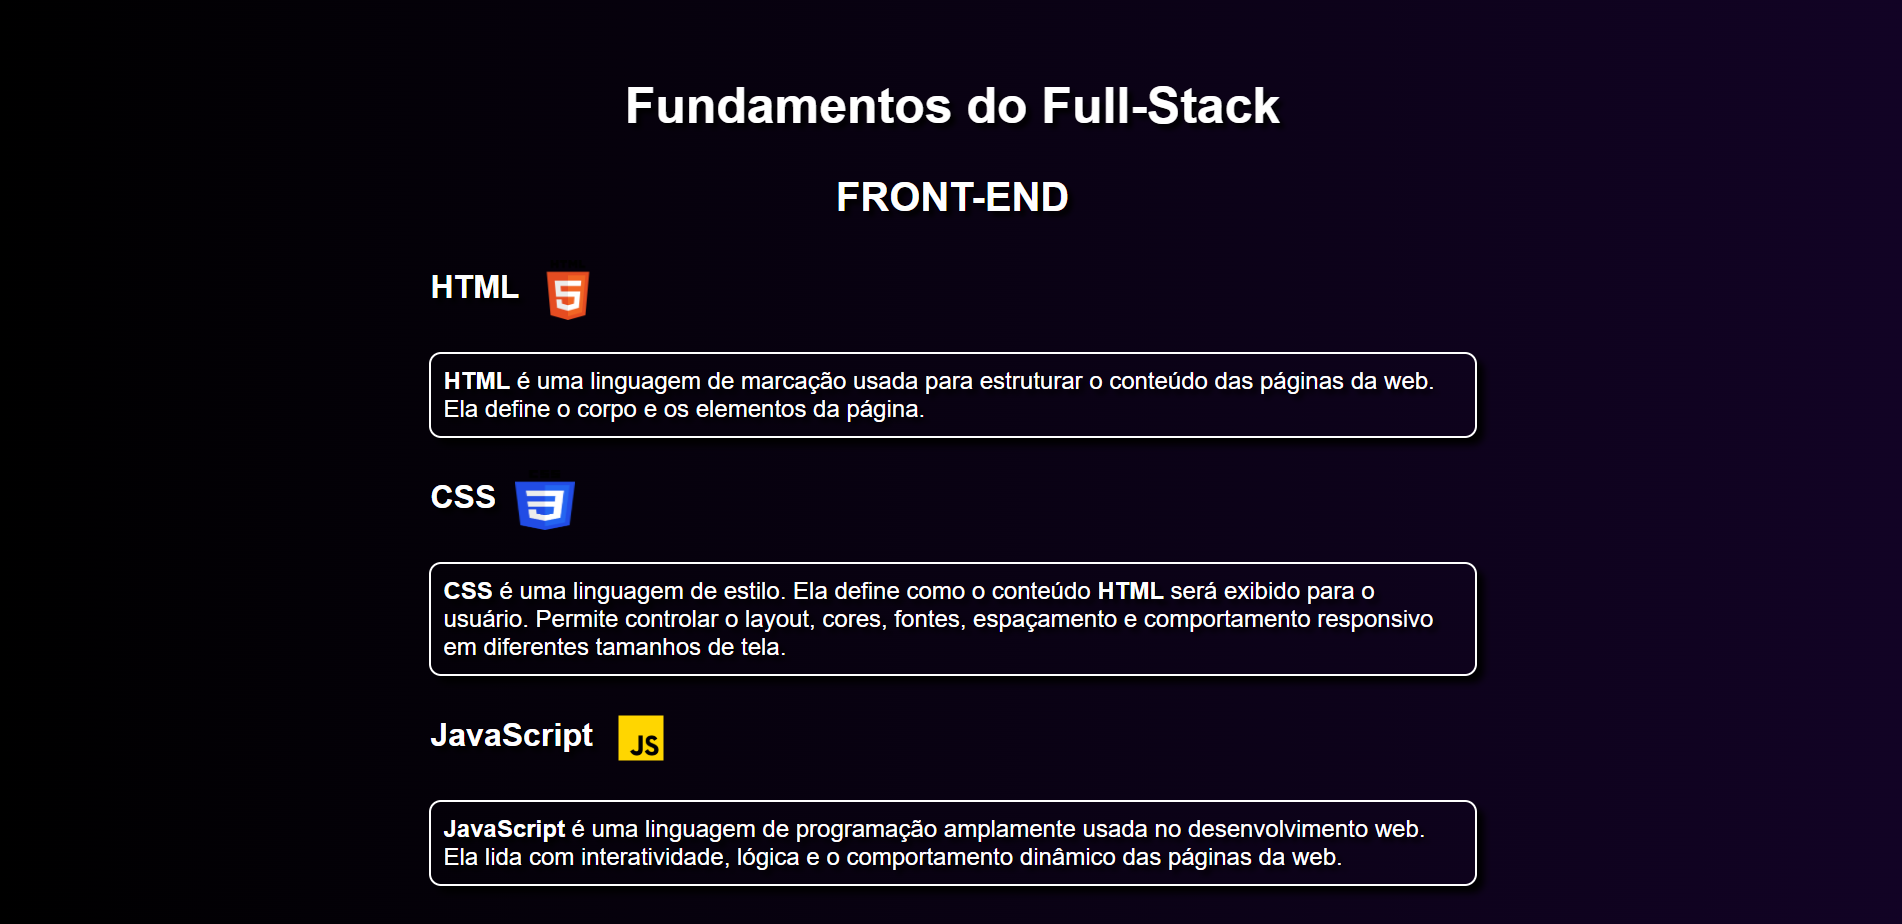 Fundamentos do Full-Stack
FRONT-END
HTML 5
HTML é uma linguagem de marcação usada para estruturar o conteúdo das páginas da web.
Ela define o corpo e os elementos da página.
CSS 3
CSS é uma linguagem de estilo. Ela define como o conteúdo HTML será exibido para o
usuário. Permite controlar o layout, cores, fontes, espaçamento e comportamento responsivo
em diferentes tamanhos de tela.
JavaScript JS
JavaScript é uma linguagem de programação amplamente usada no desenvolvimento web.
Ela lida com interatividade, lógica e o comportamento dinâmico das páginas da web.